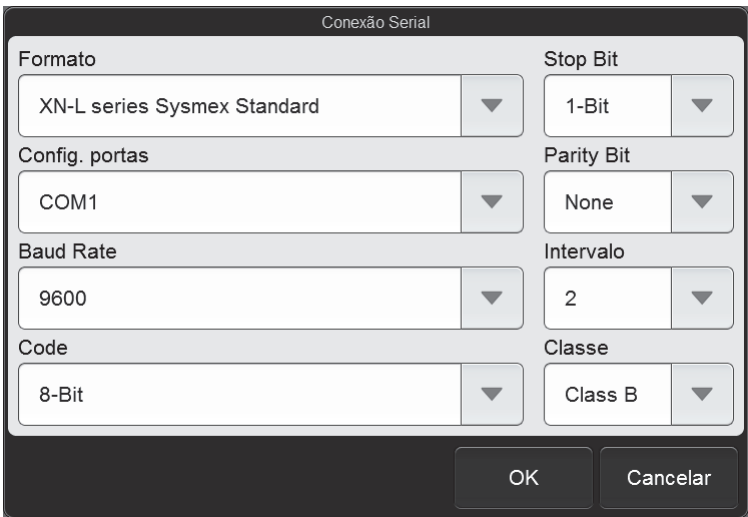 Conexão Serial
Formato
XN-L series Sysmex Standard
Stop Bit
1-Bit
Config. portas
COM1
Parity Bit
None
Baud Rate
9600
Intervalo
2
Code
8-Bit
Classe
Class B
OK
Cancelar